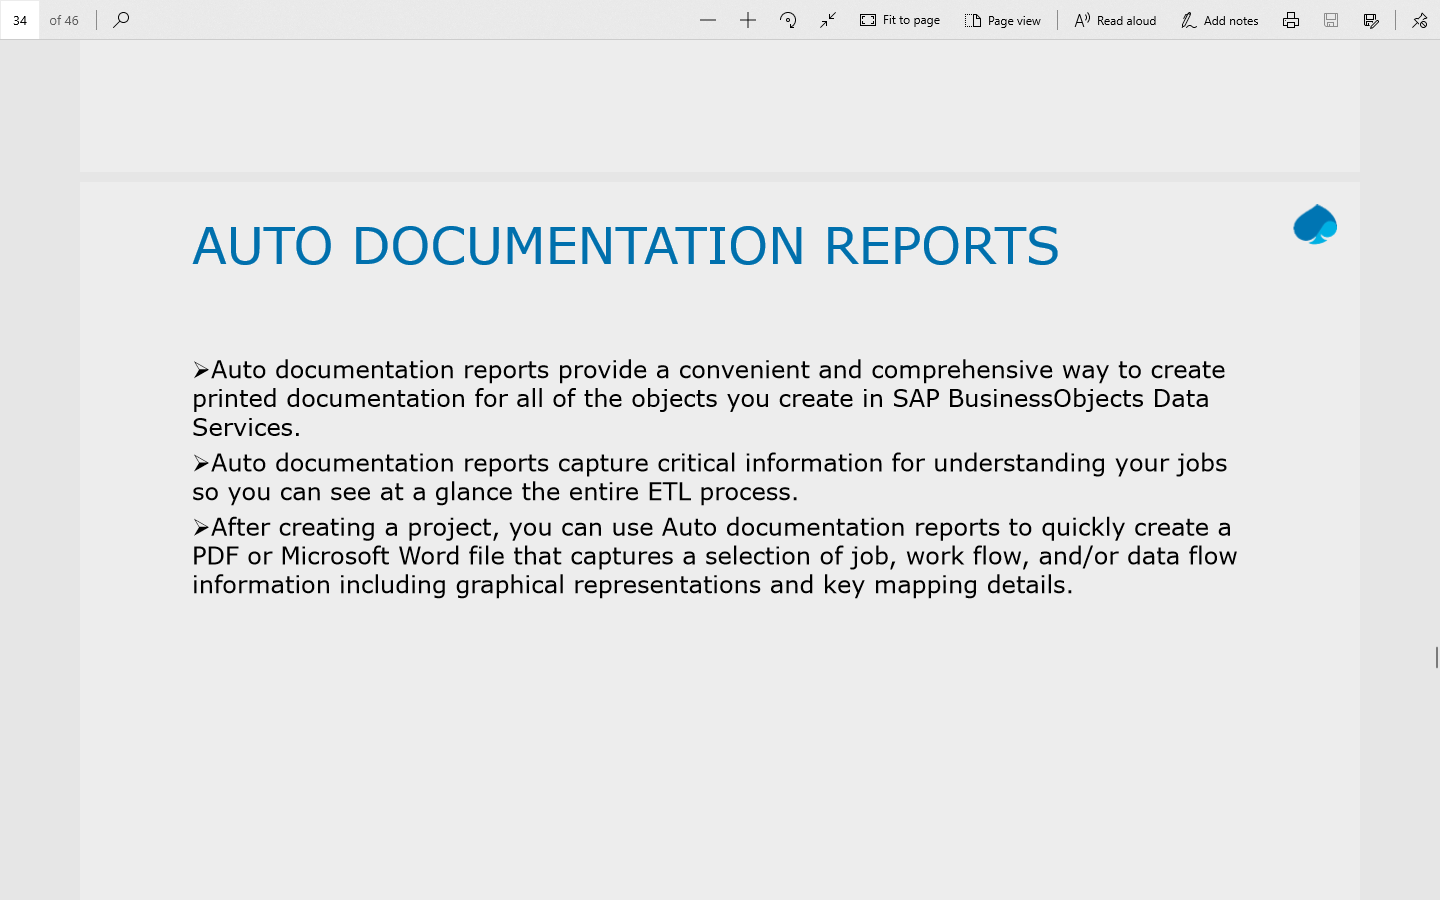 34 of 46 Fit to page Page view Read aloud Add notes
AUTO DOCUMENTATION REPORTS
➢Auto documentation reports provide a convenient and comprehensive way to create
printed documentation for all of the objects you create in SAP BusinessObjects Data
Services.
➢Auto documentation reports capture critical information for understanding your jobs
so you can see at a glance the entire ETL process.
➢After creating a project, you can use Auto documentation reports to quickly create a
PDF or Microsoft Word file that captures a selection of job, work flow, and/or data flow
information including graphical representations and key mapping details.